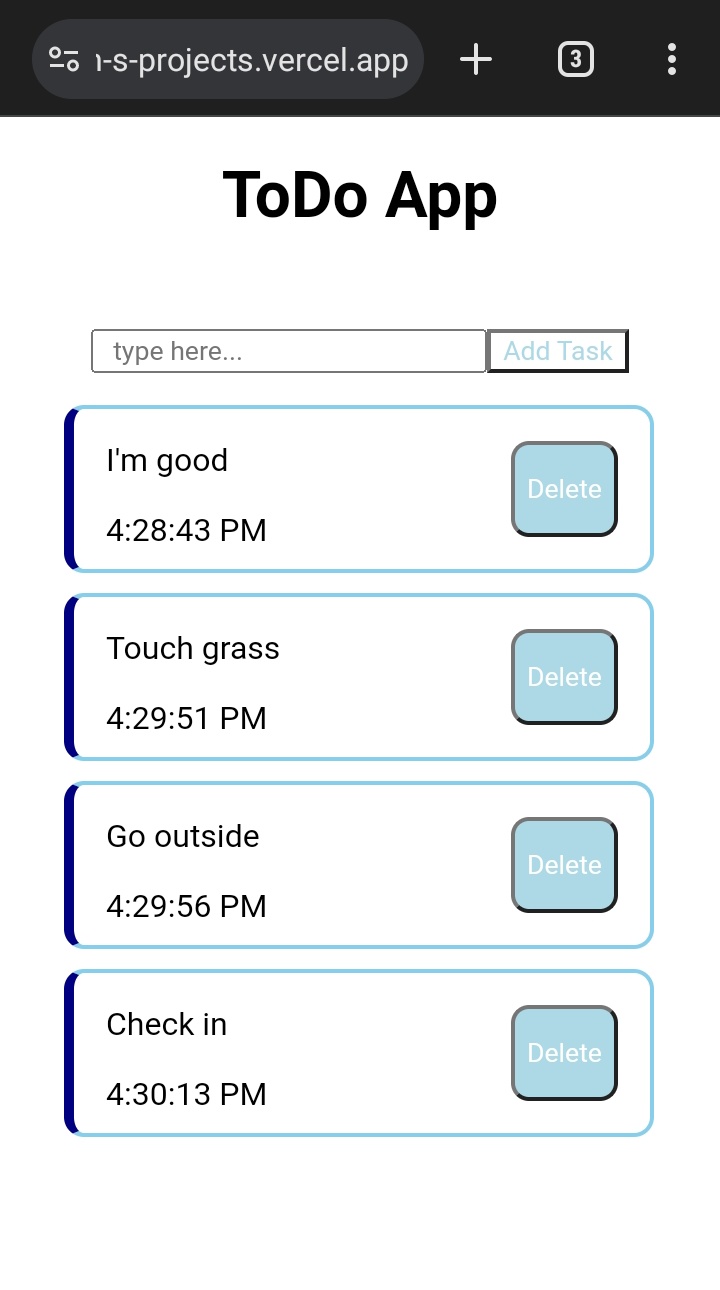 -s-projects.vercel.app
3
ToDo App
type here...
Add Task
I'm good
Delete
4:28:43 PM
Touch grass
Delete
4:29:51 PM
Go outside
Delete
4:29:56 PM
Check in
Delete
4:30:13 PM